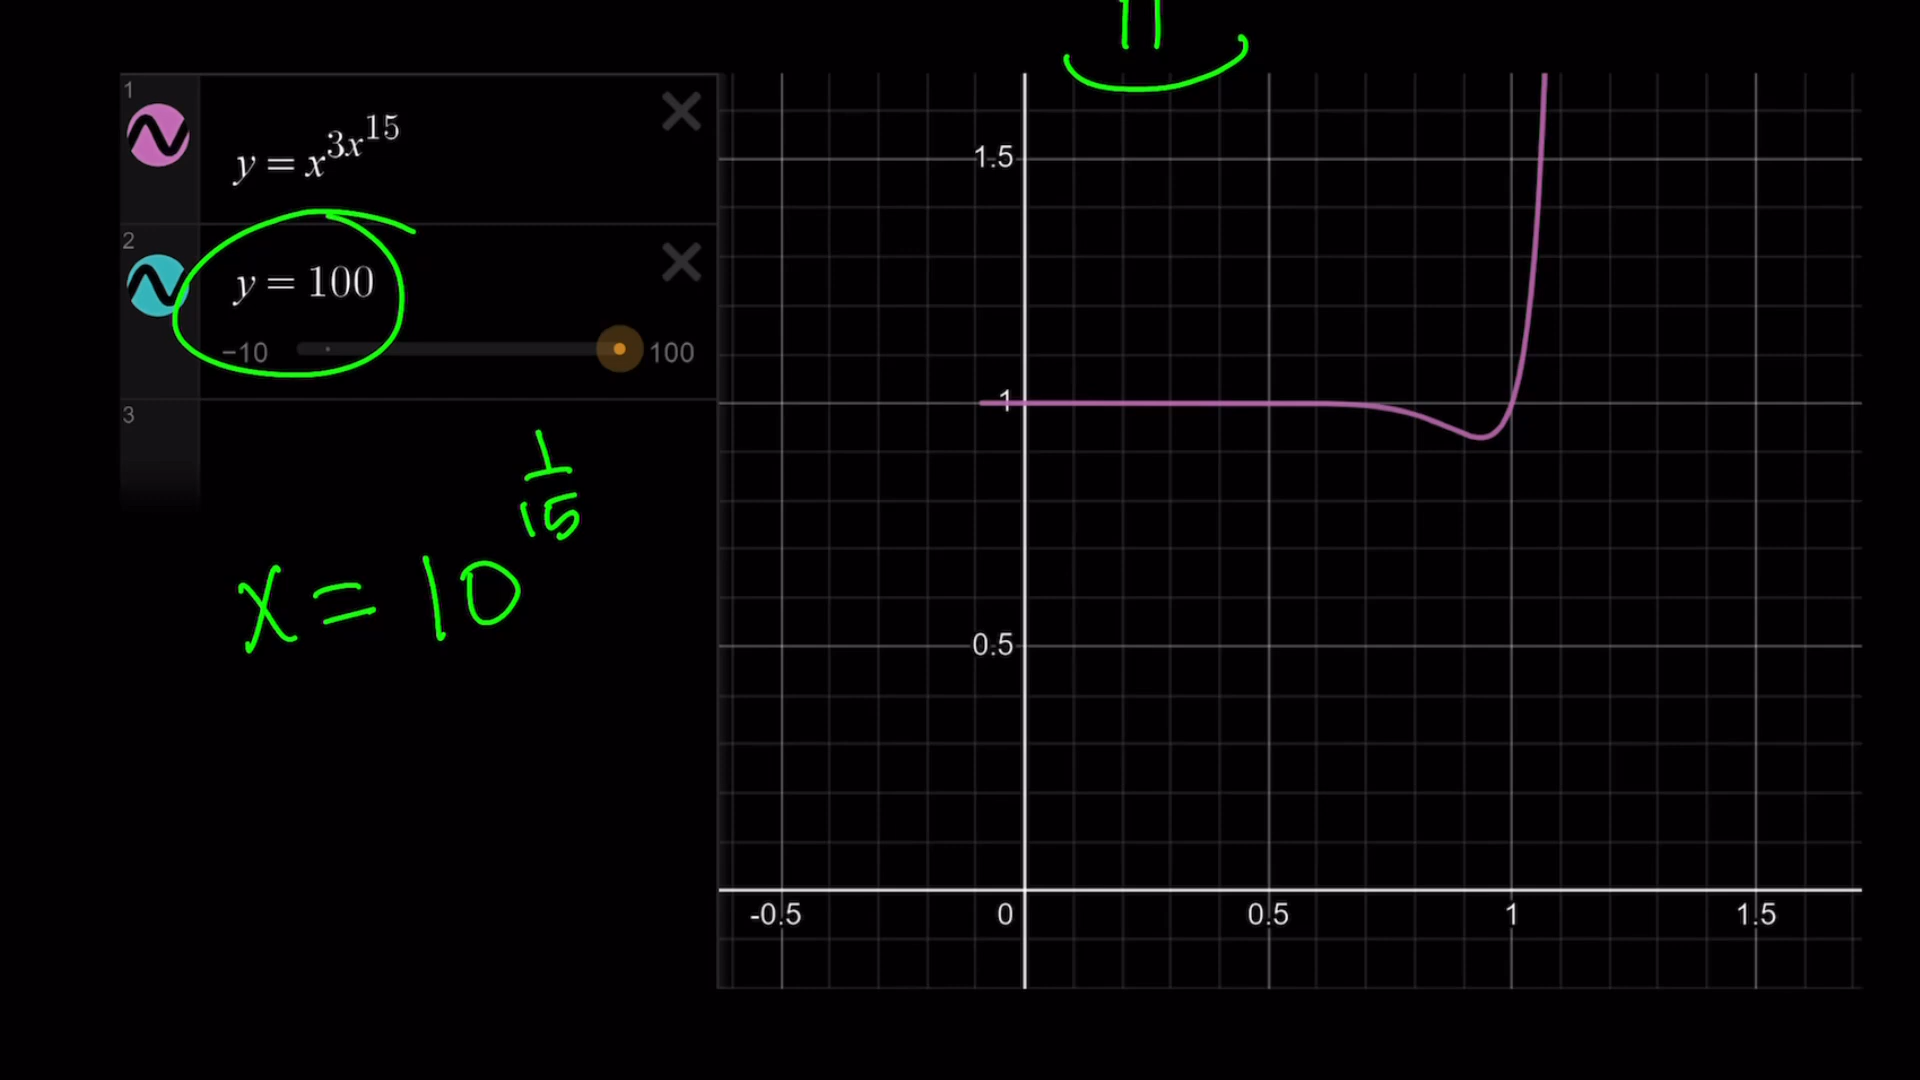 1
y = x^{3x^{15}}
2
y = 100
−10 100
3
x = 10^{1/15}
1.5
1
0.5
-0.5 0 0.5 1 1.5